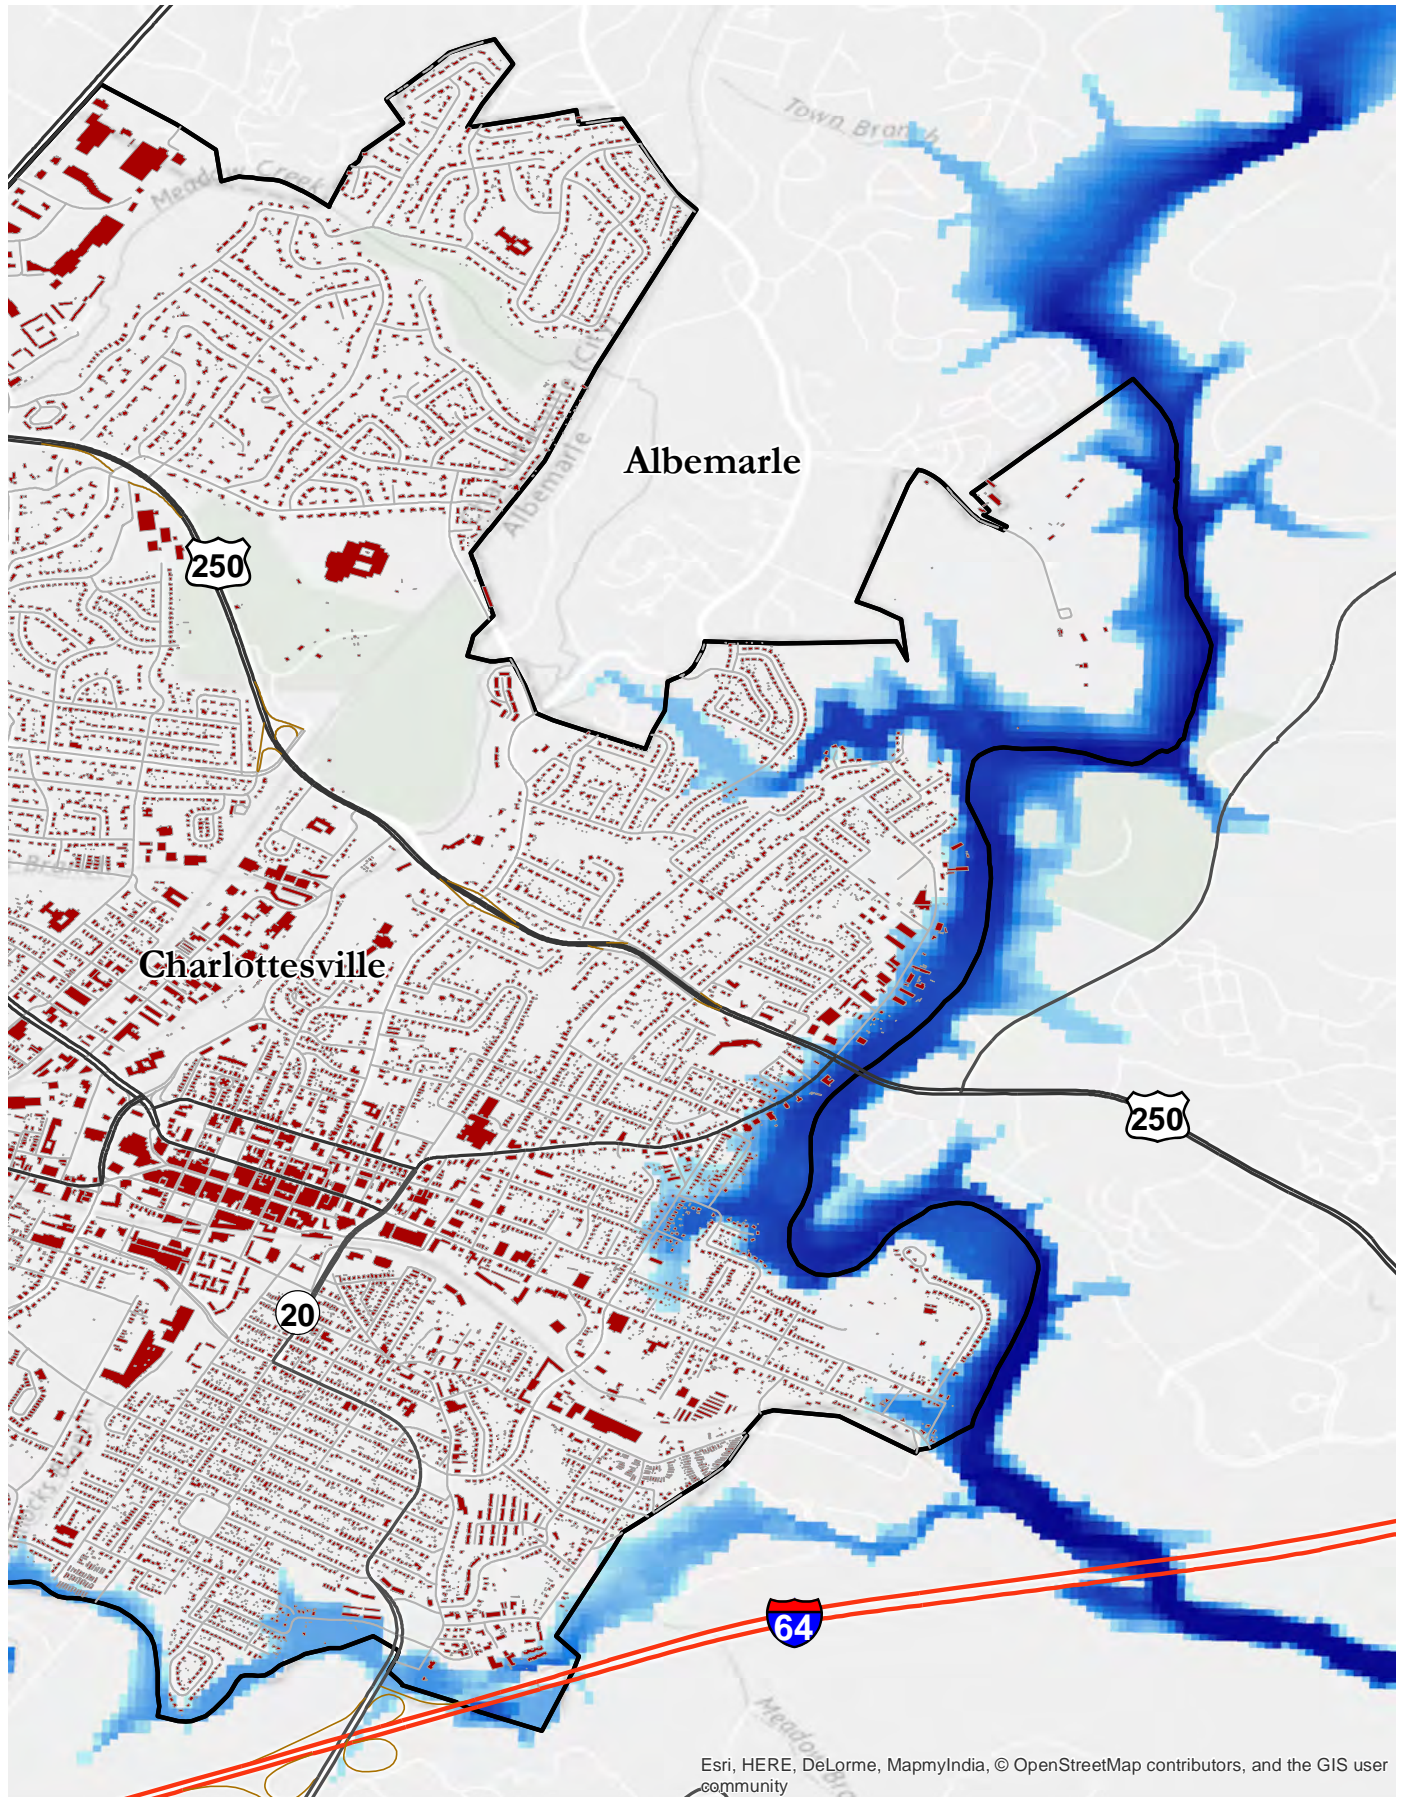 Town Branch
Meadow Creek
Albemarle
Albemarle
250
Branch
Charlottesville
250
20
64
Esri, HERE, DeLorme, MapmyIndia, © OpenStreetMap contributors, and the GIS user
community